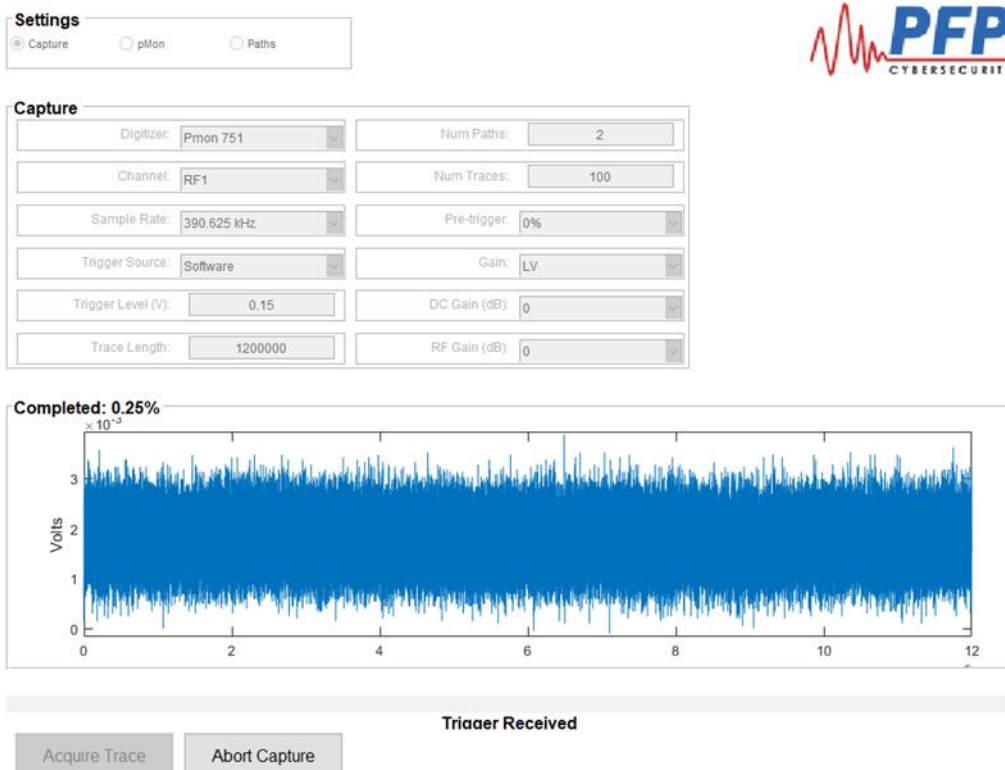 Settings
Capture pMon Paths
PFP
CYBERSECURIT
Capture
Digitizer: Pmon 751 Num Paths: 2
Channel: RF1 Num Traces: 100
Sample Rate: 390.625 kHz Pre-trigger: 0%
Trigger Source: Software Gain: LV
Trigger Level (V): 0.15 DC Gain (dB): 0
Trace Length: 1200000 RF Gain (dB): 0
Completed: 0.25%
×10-3
3
2
1
0
Volts
0 2 4 6 8 10 12
Trigger Received
Acquire Trace Abort Capture